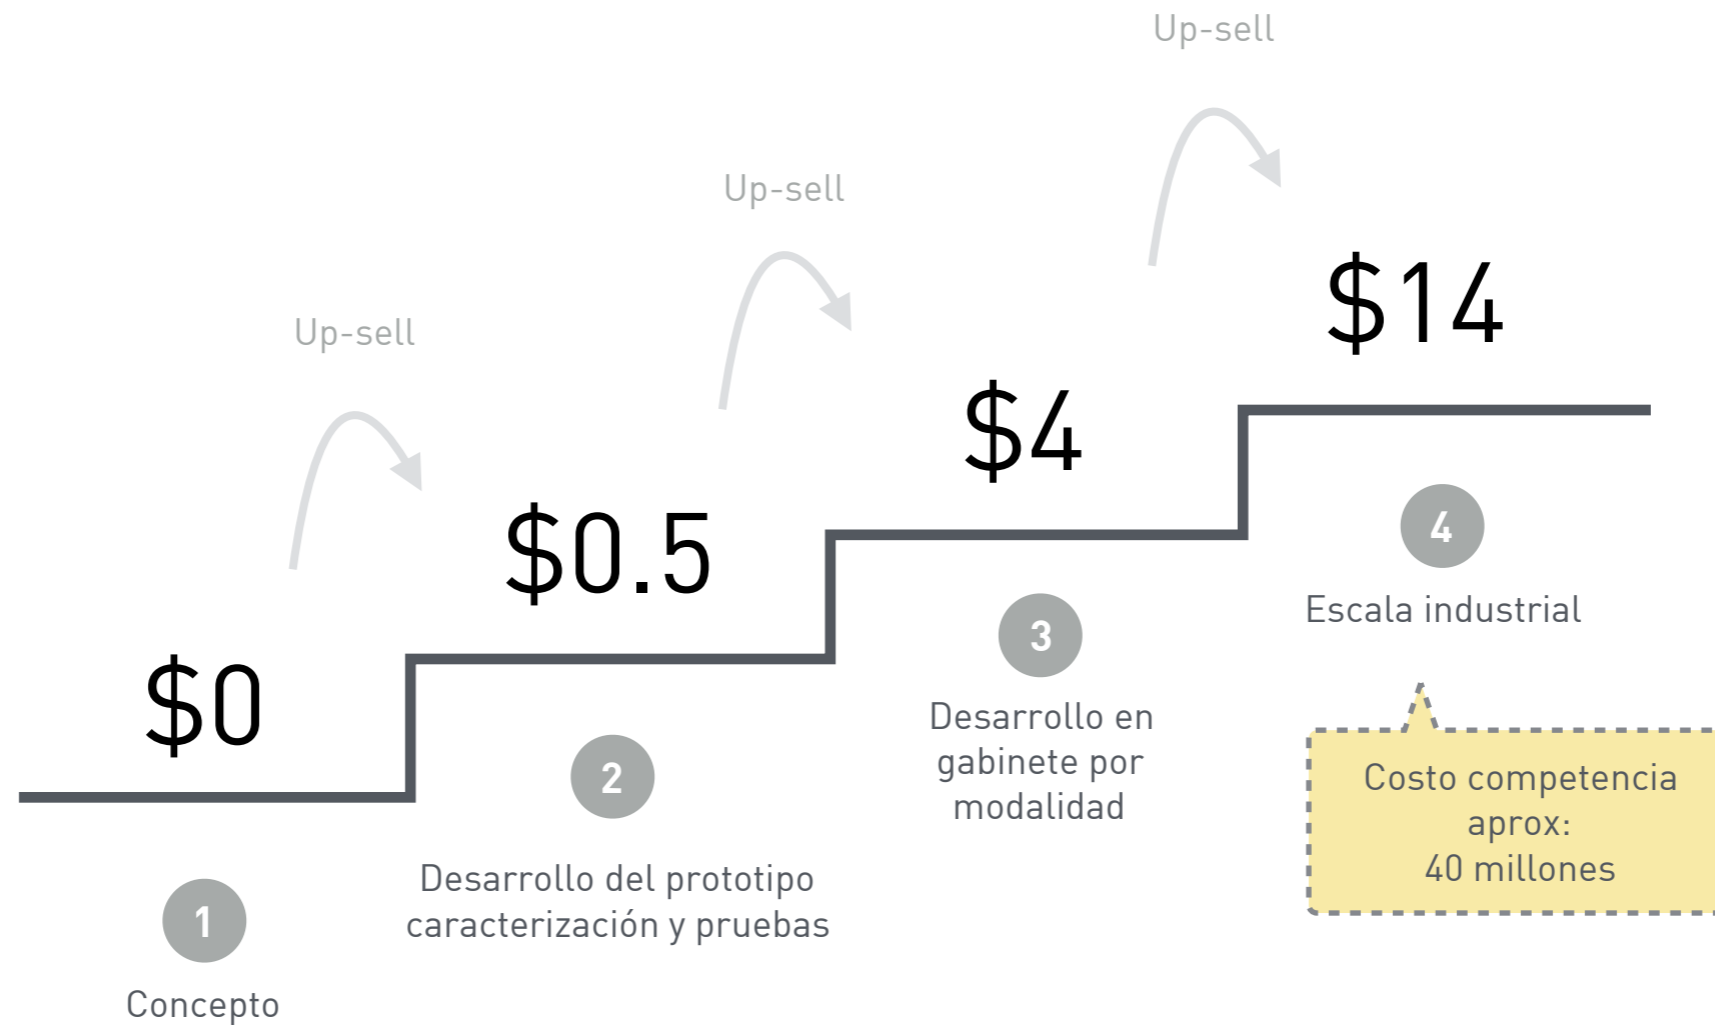 Up-sell
Up-sell
Up-sell
$14
$4
$0.5
$0
4
Escala industrial
3
Desarrollo en
gabinete por
modalidad
2
Desarrollo del prototipo
caracterización y pruebas
1
Concepto
Costo competencia
aprox:
40 millones